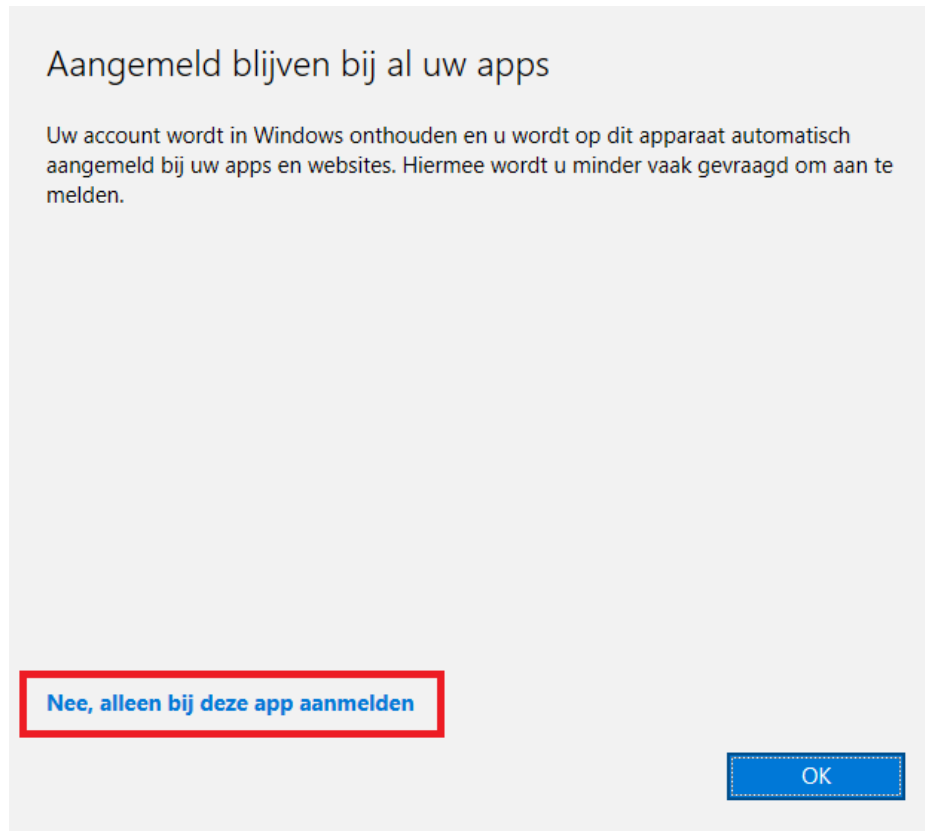 Aangemeld blijven bij al uw apps
Uw account wordt in Windows onthouden en u wordt op dit apparaat automatisch
aangemeld bij uw apps en websites. Hiermee wordt u minder vaak gevraagd om aan te
melden.
Nee, alleen bij deze app aanmelden
OK